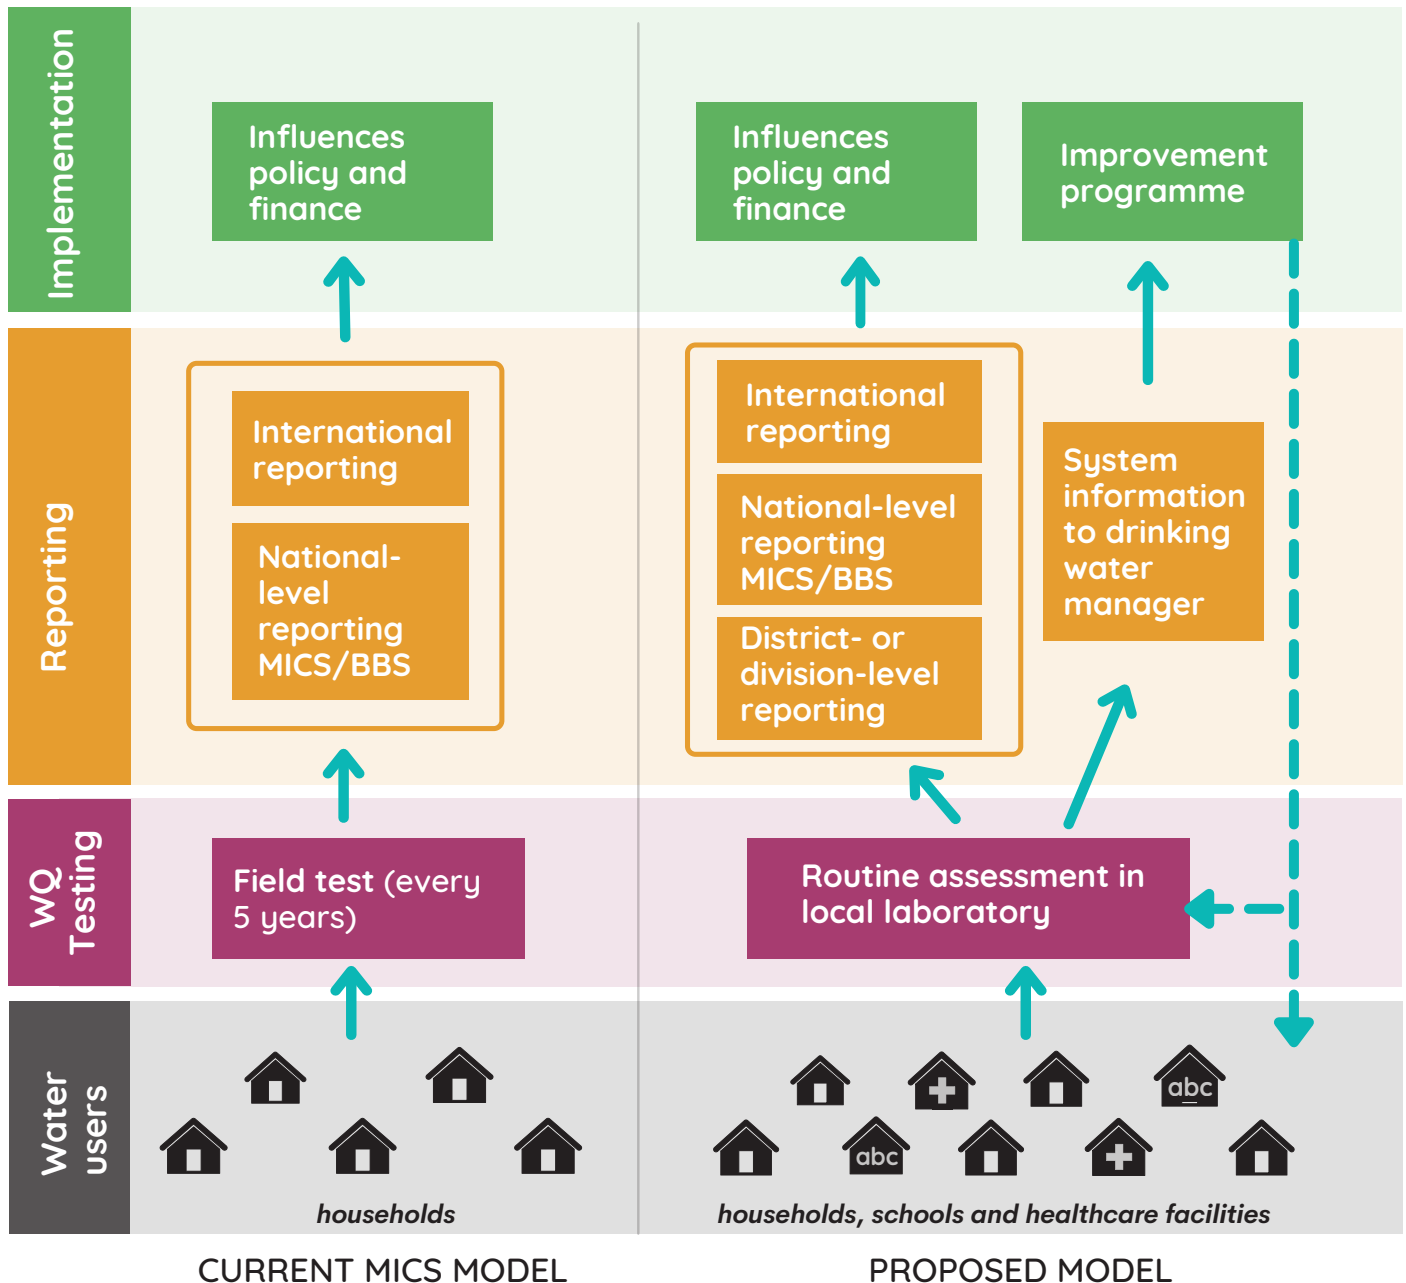 Implementation
Influences
policy and
finance
Influences
policy and
finance
Improvement
programme
Reporting
International
reporting
National-
level
reporting
MICS/BBS
International
reporting
National-level
reporting
MICS/BBS
District- or
division-level
reporting
System
information
to drinking
water
manager
WQ
Testing
Field test (every
5 years)
Routine assessment in
local laboratory
Water
users
abc
abc
households
households, schools and healthcare facilities
CURRENT MICS MODEL
PROPOSED MODEL